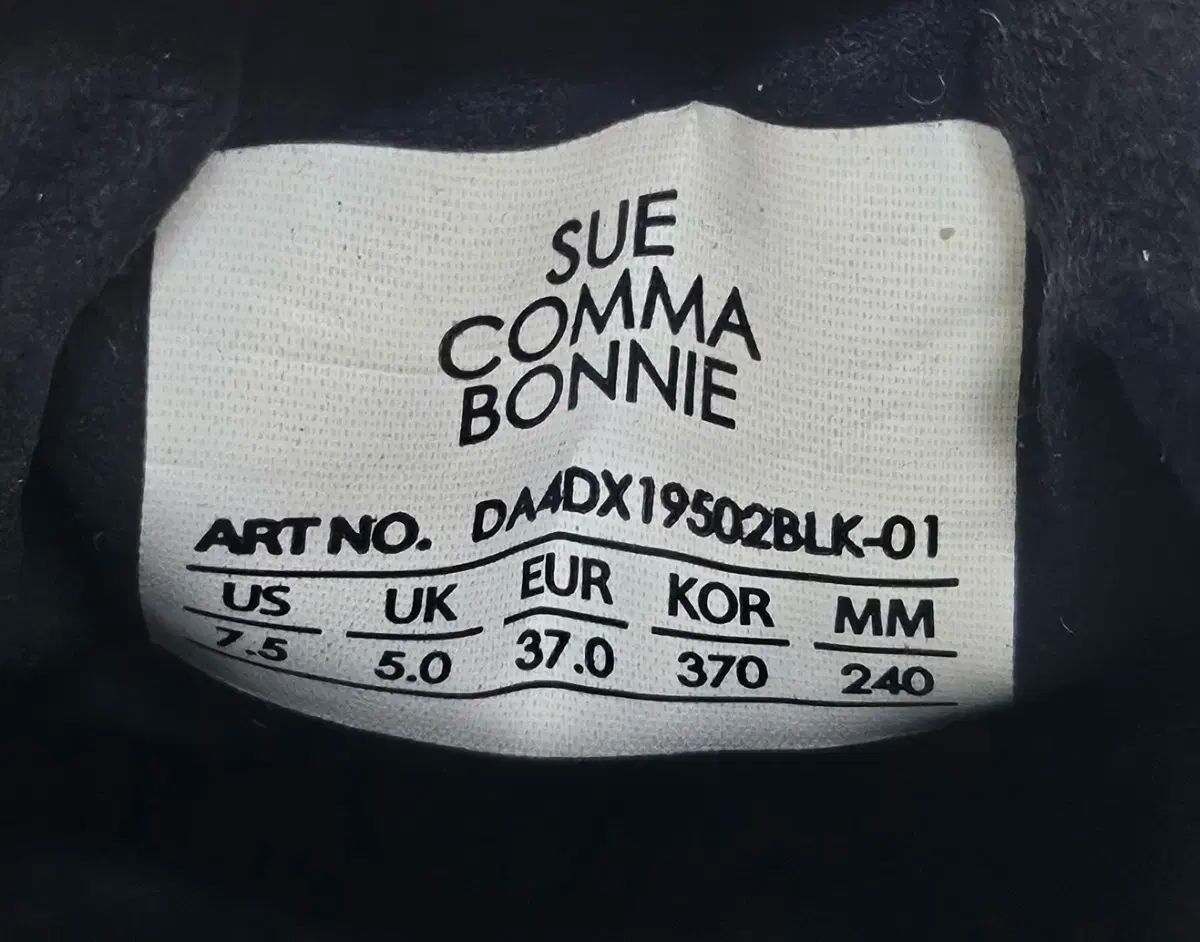 SUE
COMMA
BONNIE
ART NO. DA4DX19502BLK-01
US UK EUR KOR MM
7.5 5.0 37.0 370 240